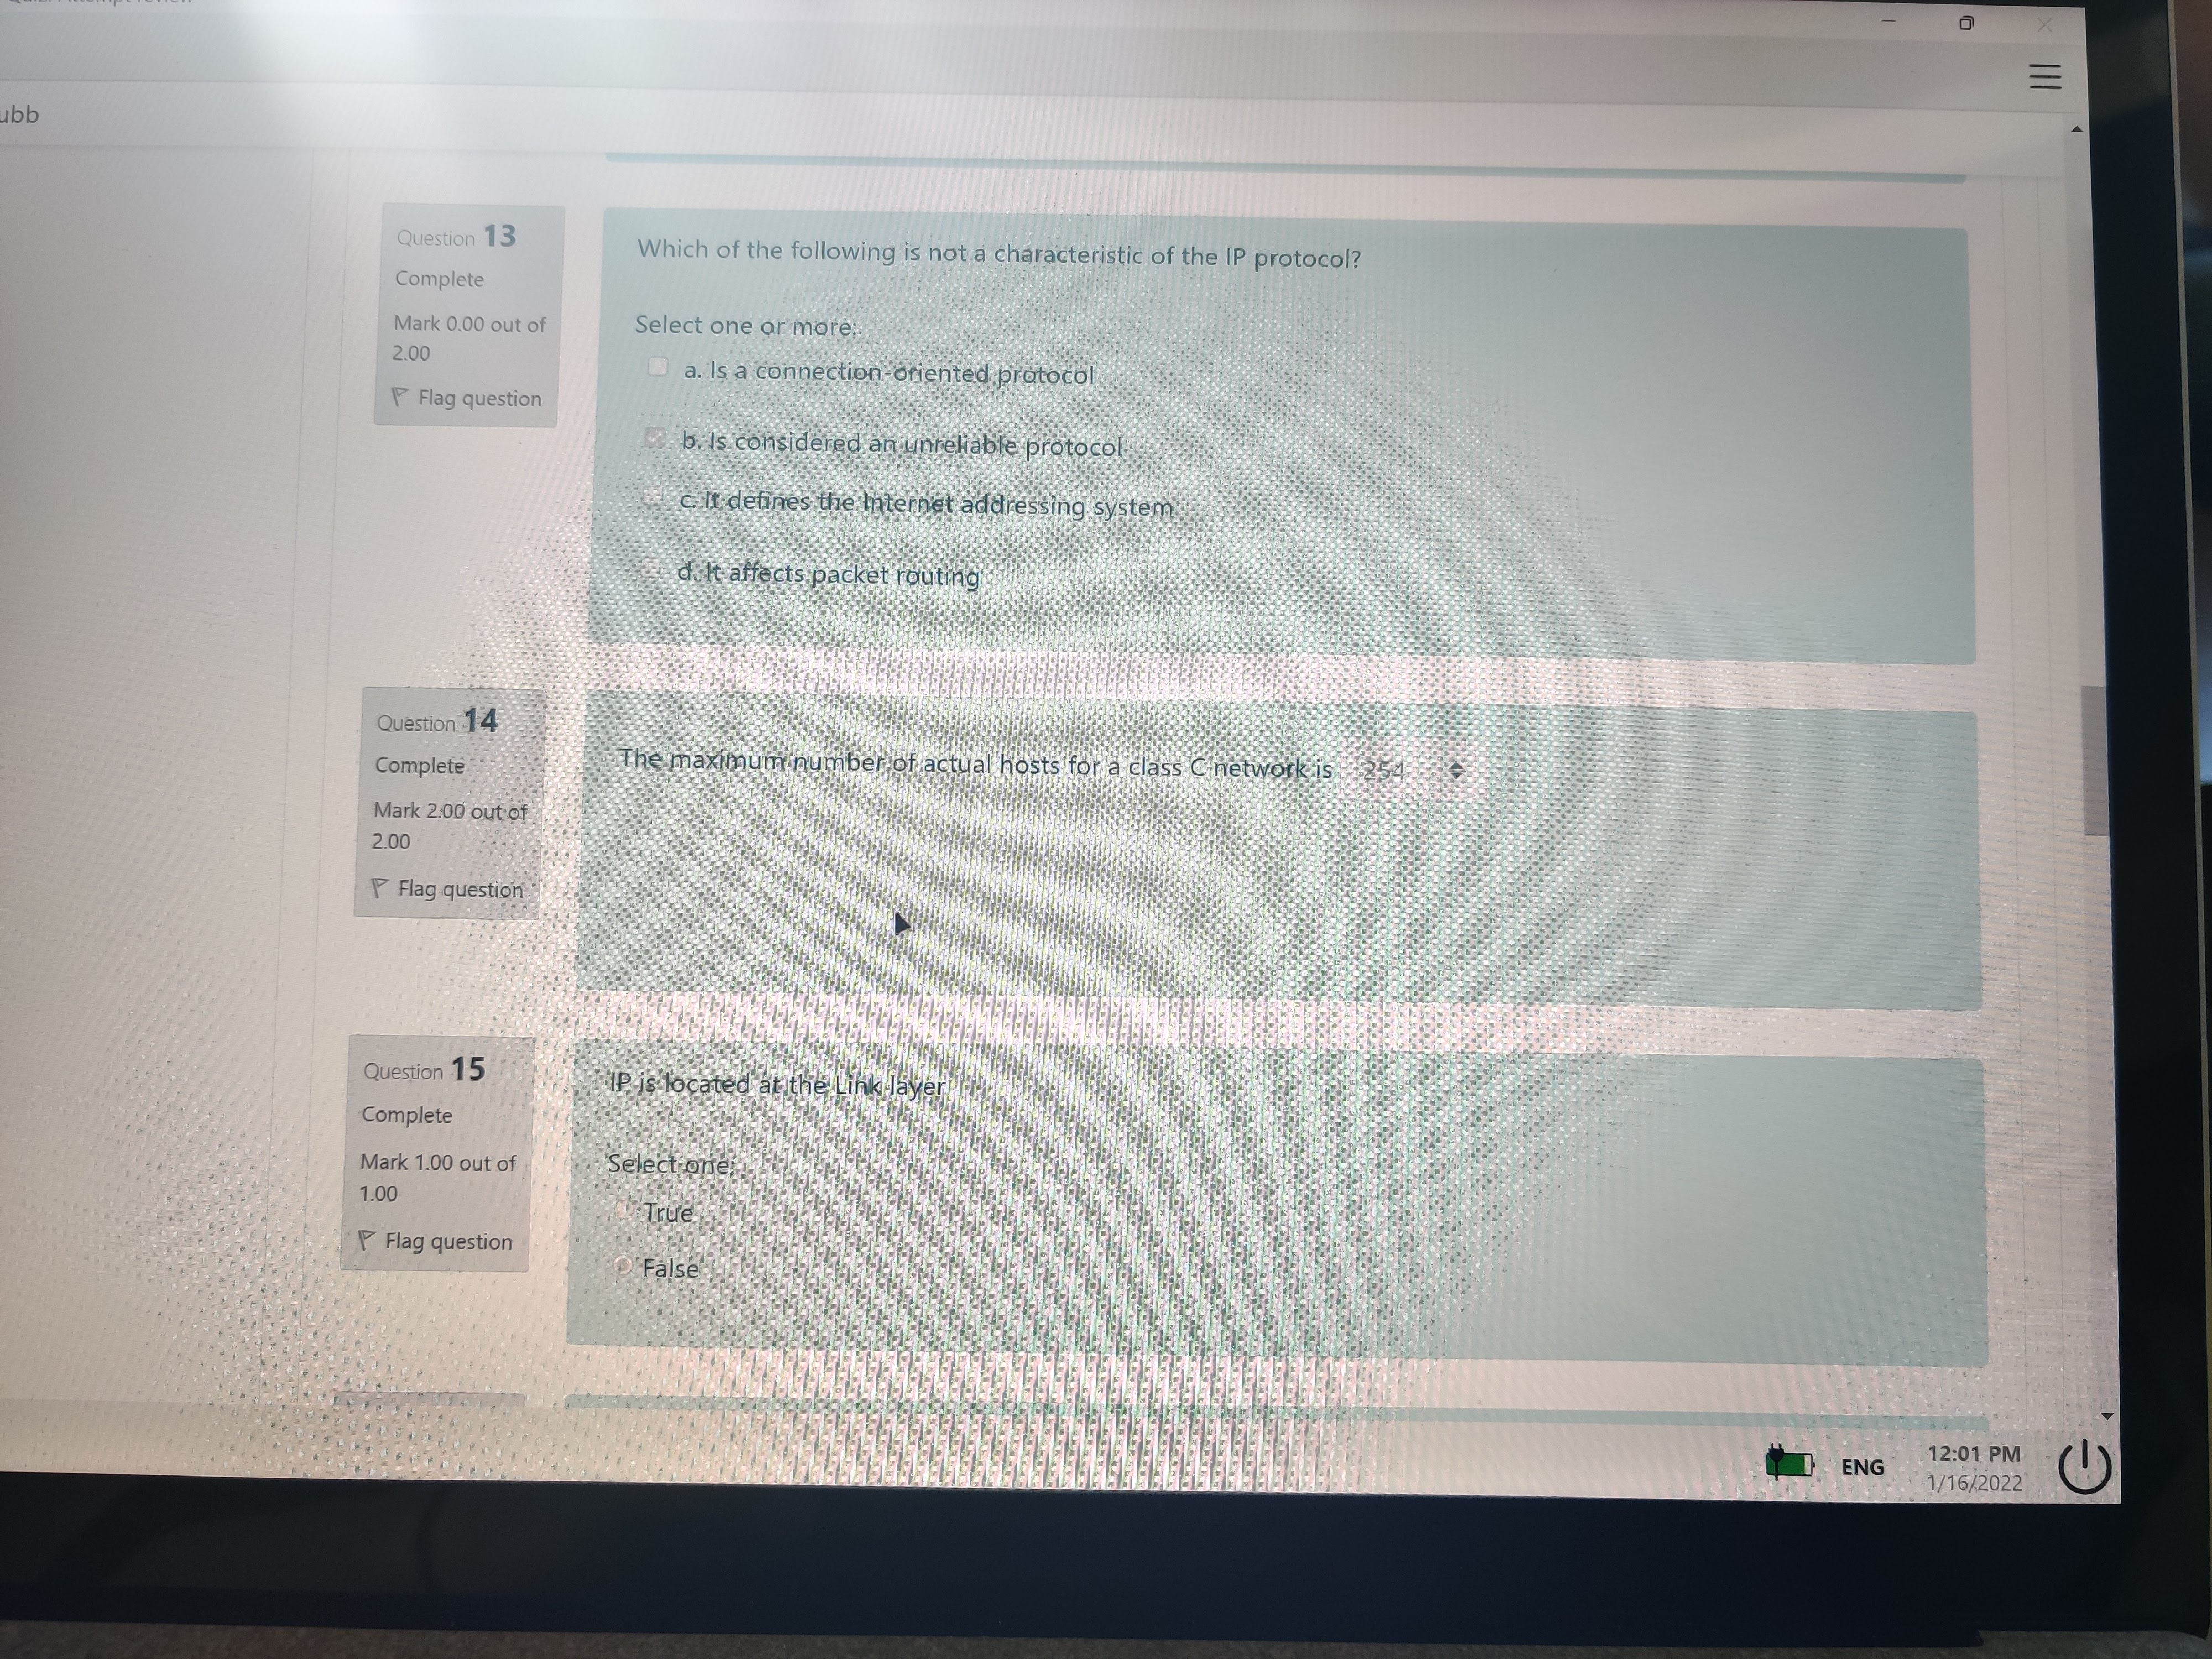 ubb
Question 13
Complete
Mark 0.00 out of
2.00
Flag question
Which of the following is not a characteristic of the IP protocol?
Select one or more:
a. Is a connection-oriented protocol
b. Is considered an unreliable protocol
c. It defines the Internet addressing system
d. It affects packet routing
Question 14
Complete
Mark 2.00 out of
2.00
Flag question
The maximum number of actual hosts for a class C network is 254
Question 15
Complete
Mark 1.00 out of
1.00
Flag question
IP is located at the Link layer
Select one:
True
False
ENG
12:01 PM
1/16/2022